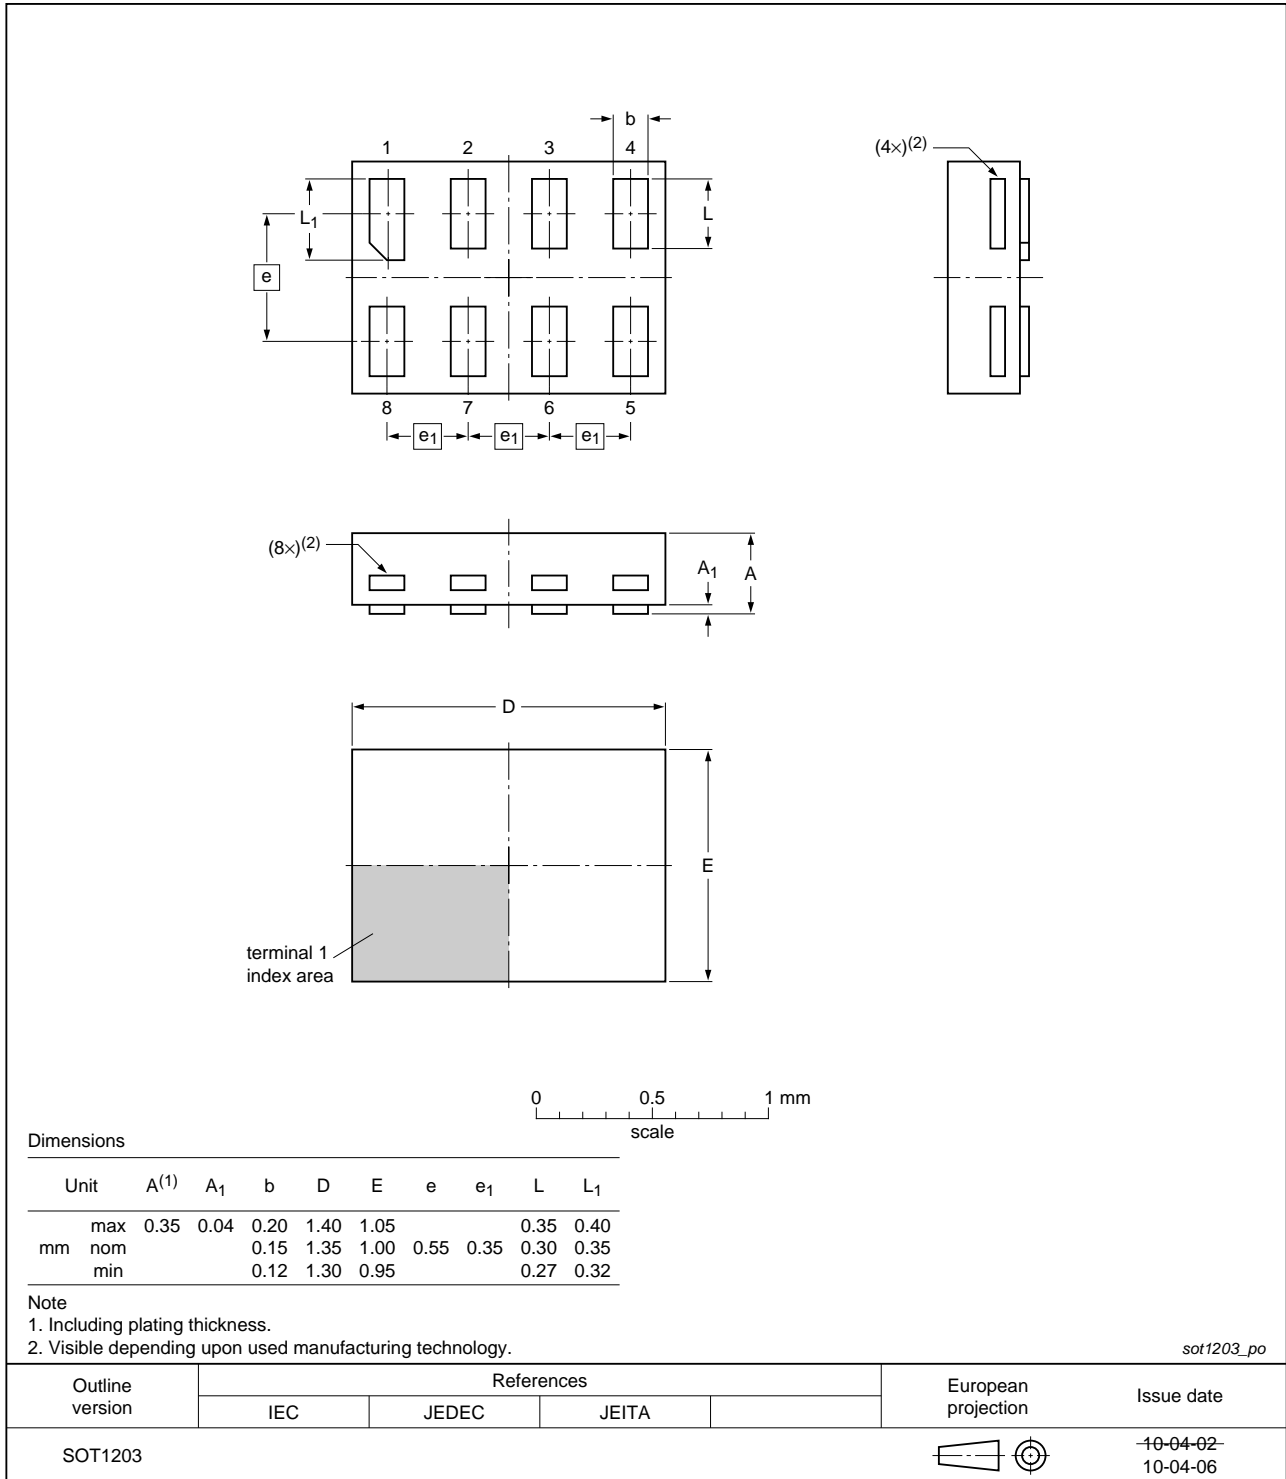 b
1 2 3 4
(4×)(2)
L1
L
e
8 7 6 5
e1 e1 e1
(8×)(2)
A1
A
D
E
terminal 1
index area
0 0.5 1 mm
scale
Dimensions
Unit A(1) A1 b D E e e1 L L1
max 0.35 0.04 0.20 1.40 1.05 0.35 0.40
mm nom 0.15 1.35 1.00 0.55 0.35 0.30 0.35
min 0.12 1.30 0.95 0.27 0.32
Note
1. Including plating thickness.
2. Visible depending upon used manufacturing technology.
sot1203_po
Outline
version
References
IEC JEDEC JEITA
European
projection
Issue date
SOT1203
10-04-02
10-04-06